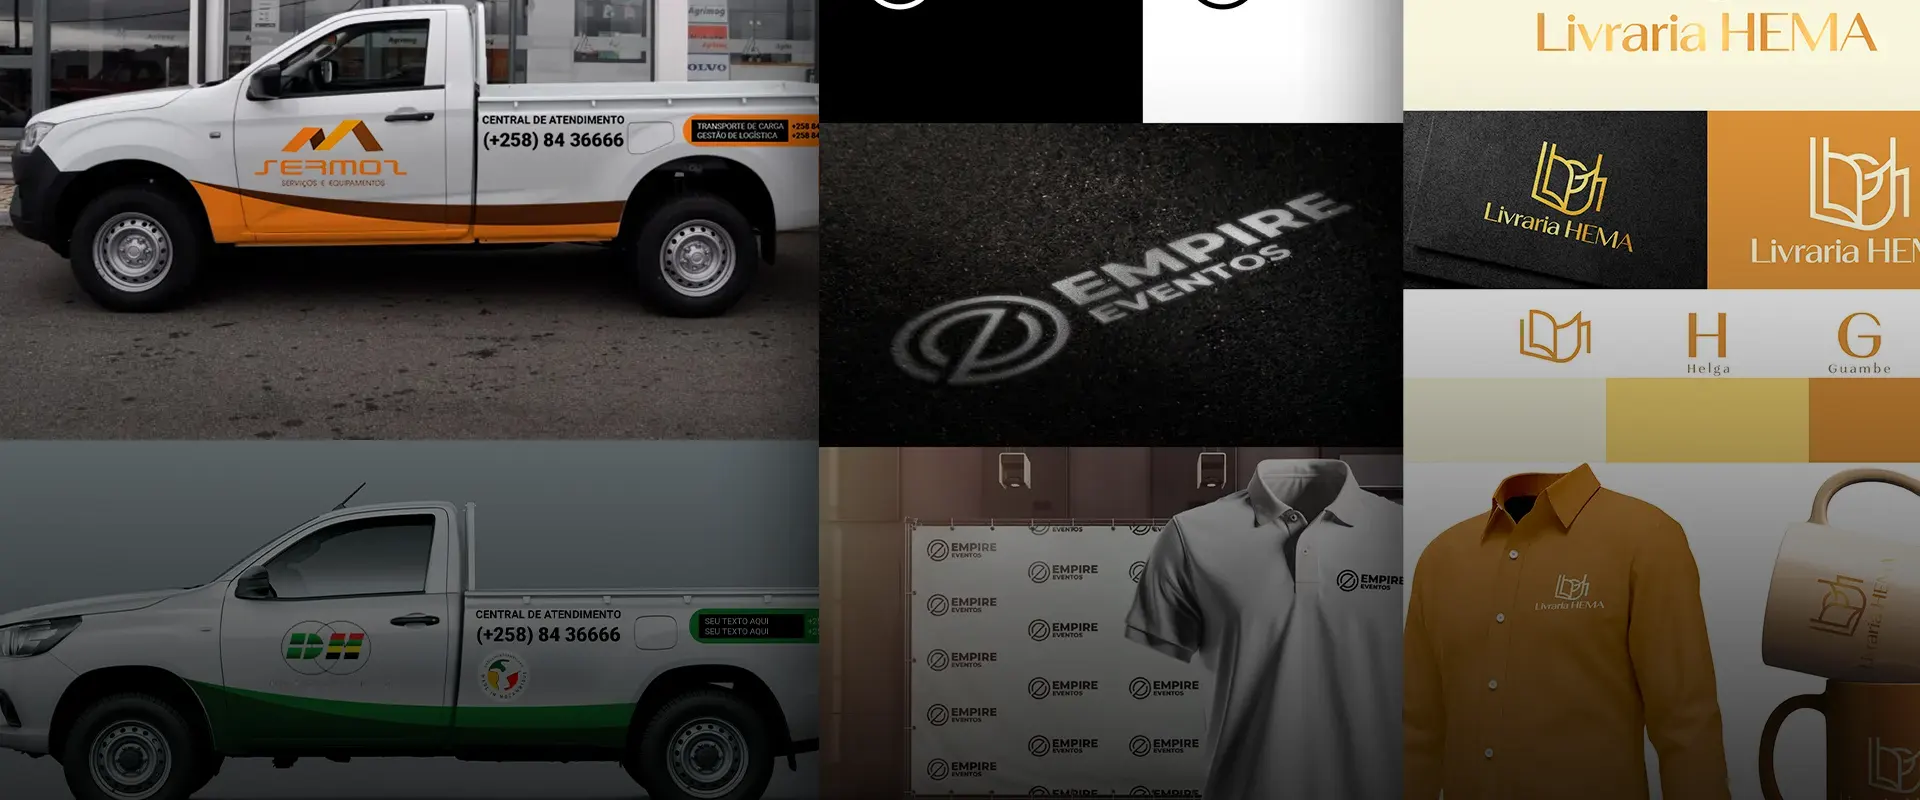 Agrimog
Agrimog
Agrimog
VOLVO
SERMOZ
SERVIÇOS E EQUIPAMENTOS
CENTRAL DE ATENDIMENTO
(+258) 84 36666
TRANSPORTE DE CARGA
GESTÃO DE LOGÍSTICA
+258 84
+258 84
DH
CENTRAL DE ATENDIMENTO
(+258) 84 36666
SEU TEXTO AQUI
SEU TEXTO AQUI
EMPIRE
EVENTOS
EVENTOS
EMPIRE
EVENTOS
EMPIRE
EVENTOS
EMPIRE
EVENTOS
EMPIRE
EVENTOS
EMPIRE
EVENTOS
EMPIRE
EVENTOS
EMPIRE
EVENTOS
EMPIRE
EVENTOS
EMPIRE
EVENTOS
EMPIRE
EVENTOS
EMPIRE
EVENTOS
EMPIRE
EVENTOS
Livraria HEMA
Livraria HEMA
Livraria HEM
H
Helga
G
Guambe
Livraria HEMA